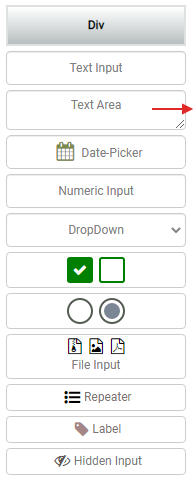 Div
Text Input
Text Area
Date-Picker
Numeric Input
DropDown
File Input
Repeater
Label
Hidden Input